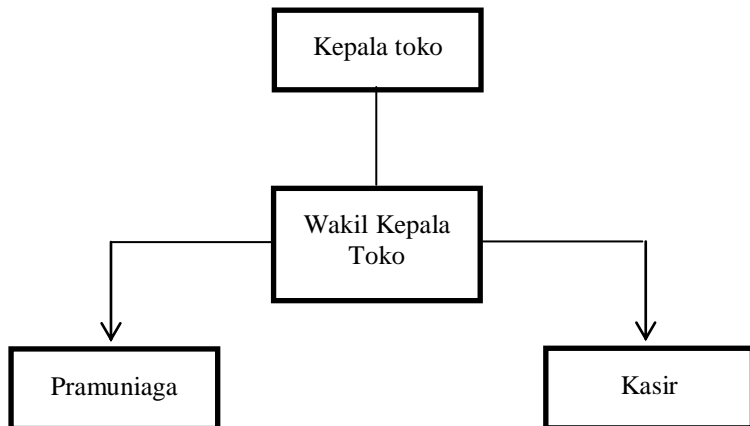 Kepala toko
Wakil Kepala
Toko
Pramuniaga
Kasir